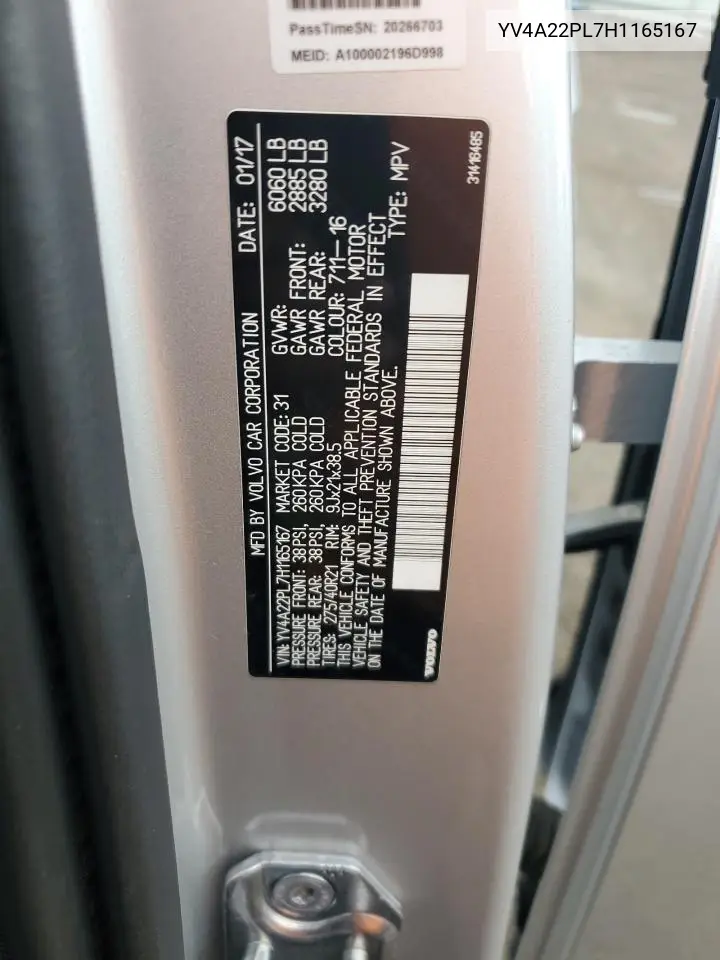 PassTimeSN: 20266703
MEID: A100002196D998
YV4A22PL7H1165167
MFD BY VOLVO CAR CORPORATION DATE: 01/17
VIN: YV4A22PL7H1165167 MARKET CODE: 31 GVWR: 6060 LB
PRESSURE FRONT: 38PSI, 260KPA COLD GAWR FRONT: 2885 LB
PRESSURE REAR: 38PSI, 260KPA COLD GAWR REAR: 3280 LB
TIRES: 275/40R21 RIM: 9Jx21x38.5 COLOUR: 711-16
THIS VEHICLE CONFORMS TO ALL APPLICABLE FEDERAL MOTOR
VEHICLE SAFETY AND THEFT PREVENTION STANDARDS IN EFFECT
ON THE DATE OF MANUFACTURE SHOWN ABOVE. TYPE: MPV
VOLVO 31416485